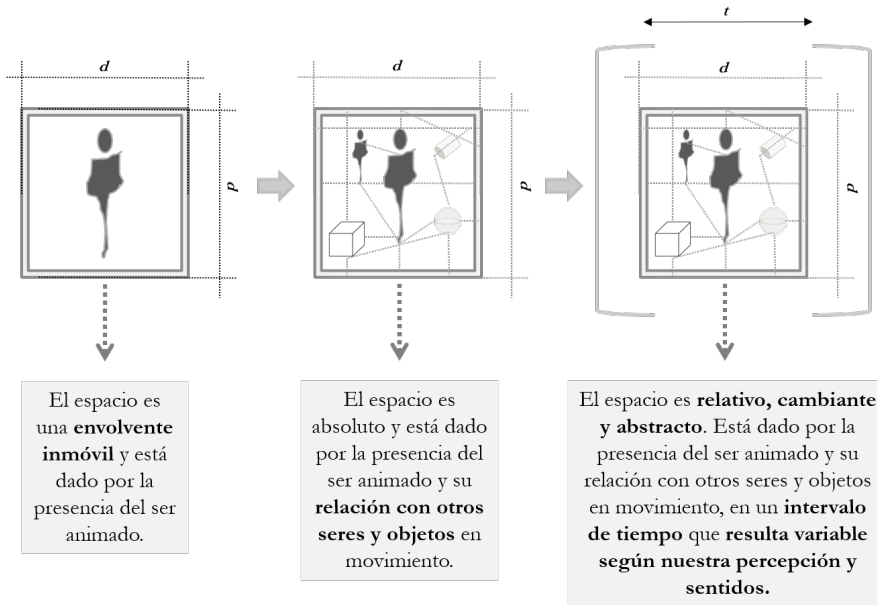 t
d
d
d
d
d
d
El espacio es
una envolvente
inmóvil y está
dado por la
presencia del ser
animado.
El espacio es
absoluto y está dado
por la presencia del
ser animado y su
relación con otros
seres y objetos en
movimiento.
El espacio es relativo, cambiante
y abstracto. Está dado por la
presencia del ser animado y su
relación con otros seres y objetos
en movimiento, en un intervalo
de tiempo que resulta variable
según nuestra percepción y
sentidos.